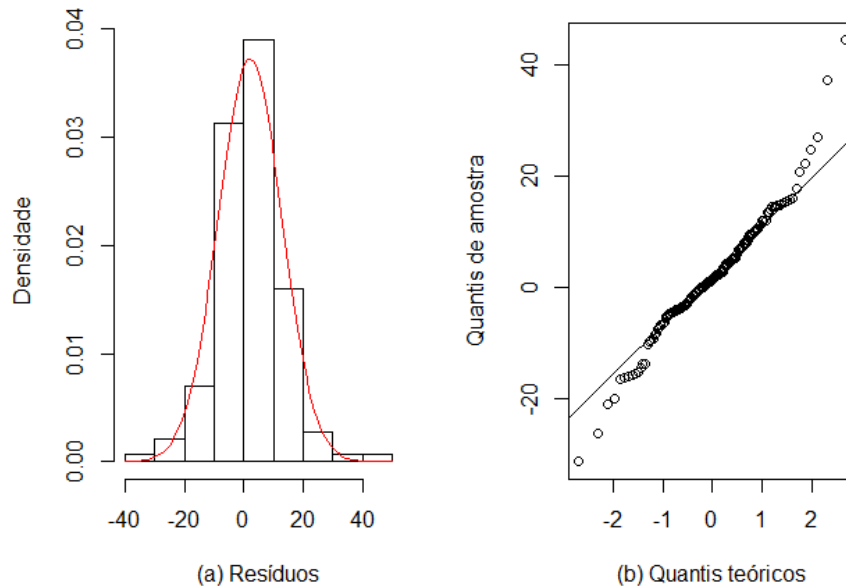 Densidade
0.00 0.01 0.02 0.03 0.04
-40 -20 0 20 40
(a) Resíduos
Quantis de amostra
-20 0 20 40
-2 -1 0 1 2
(b) Quantis teóricos